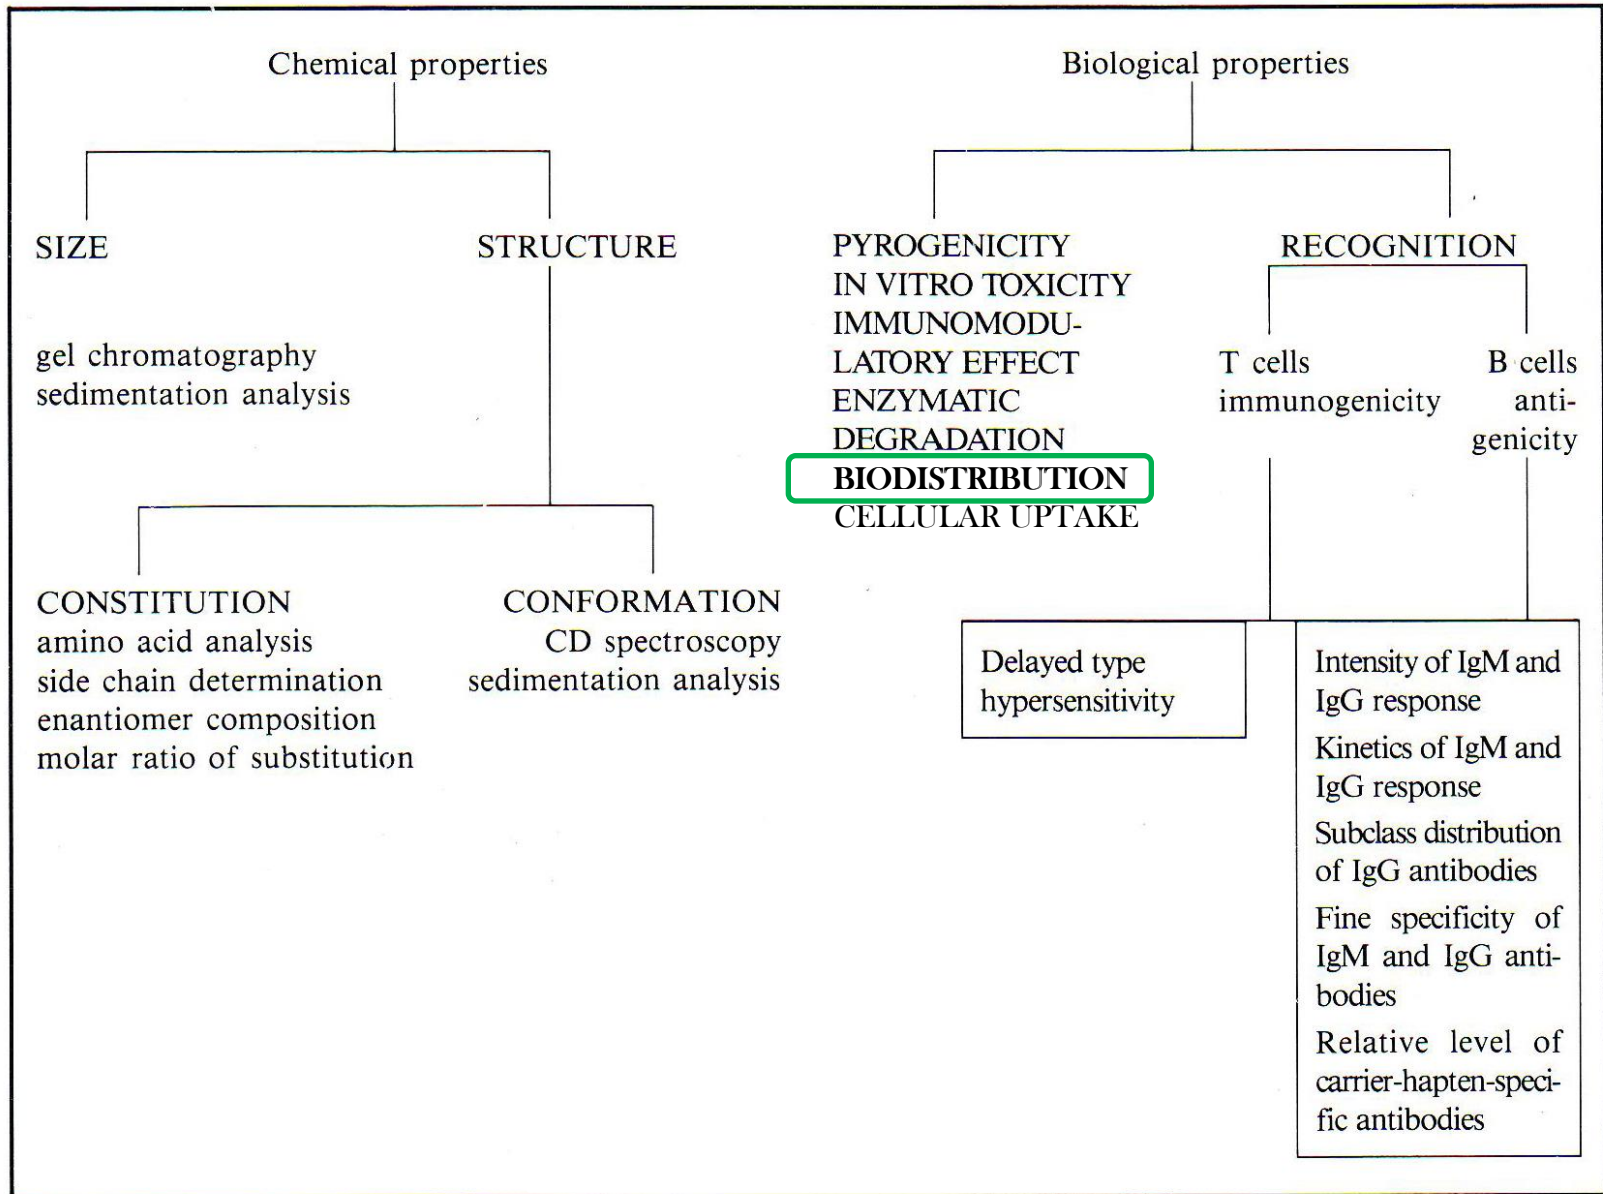 Chemical properties
Biological properties
SIZE
STRUCTURE
gel chromatography
sedimentation analysis
CONSTITUTION
amino acid analysis
side chain determination
enantiomer composition
molar ratio of substitution
CONFORMATION
CD spectroscopy
sedimentation analysis
PYROGENICITY
IN VITRO TOXICITY
IMMUNOMODU-
LATORY EFFECT
ENZYMATIC
DEGRADATION
BIODISTRIBUTION
CELLULAR UPTAKE
RECOGNITION
T cells
immunogenicity
B cells
anti-
genicity
Delayed type
hypersensitivity
Intensity of IgM and
IgG response
Kinetics of IgM and
IgG response
Subclass distribution
of IgG antibodies
Fine specificity of
IgM and IgG anti-
bodies
Relative level of
carrier-hapten-speci-
fic antibodies